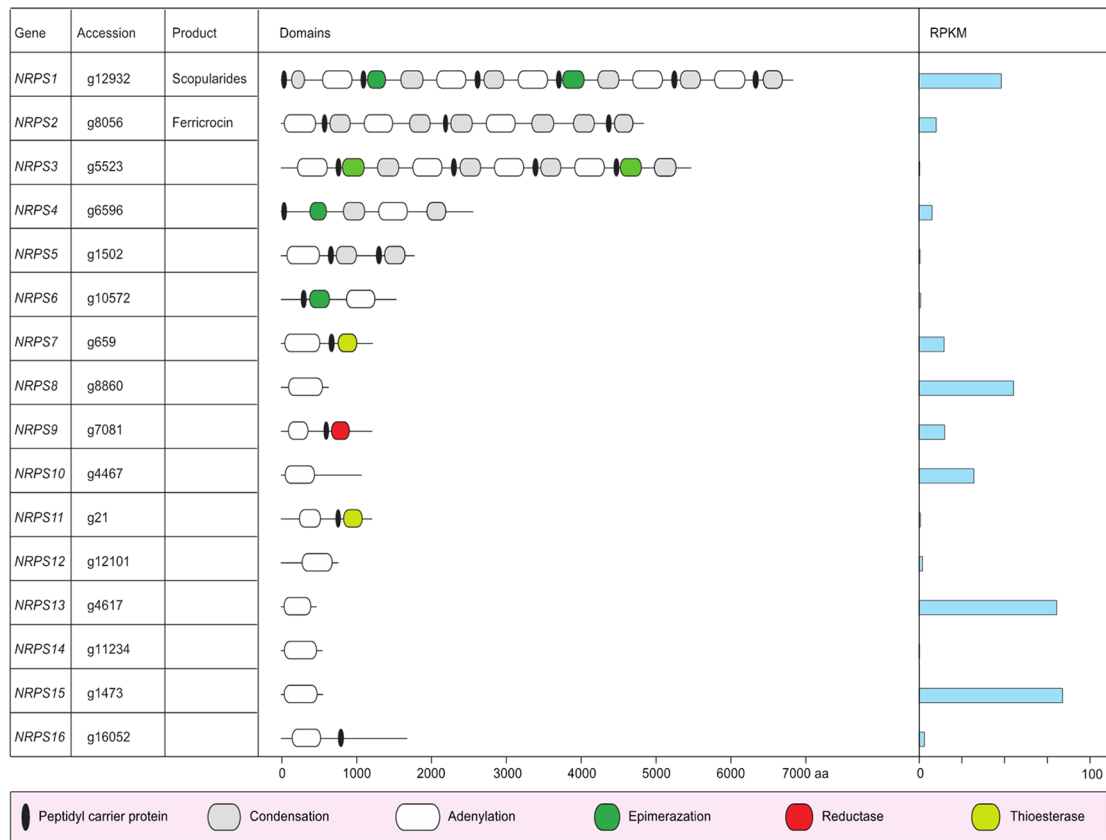 Gene Accession Product Domains RPKM
NRPS1 g12932 Scopularides
NRPS2 g8056 Ferricrocin
NRPS3 g5523
NRPS4 g6596
NRPS5 g1502
NRPS6 g10572
NRPS7 g659
NRPS8 g8860
NRPS9 g7081
NRPS10 g4467
NRPS11 g21
NRPS12 g12101
NRPS13 g4617
NRPS14 g11234
NRPS15 g1473
NRPS16 g16052
0 1000 2000 3000 4000 5000 6000 7000 aa 0 100
Peptidyl carrier protein Condensation Adenylation Epimerazation Reductase Thioesterase